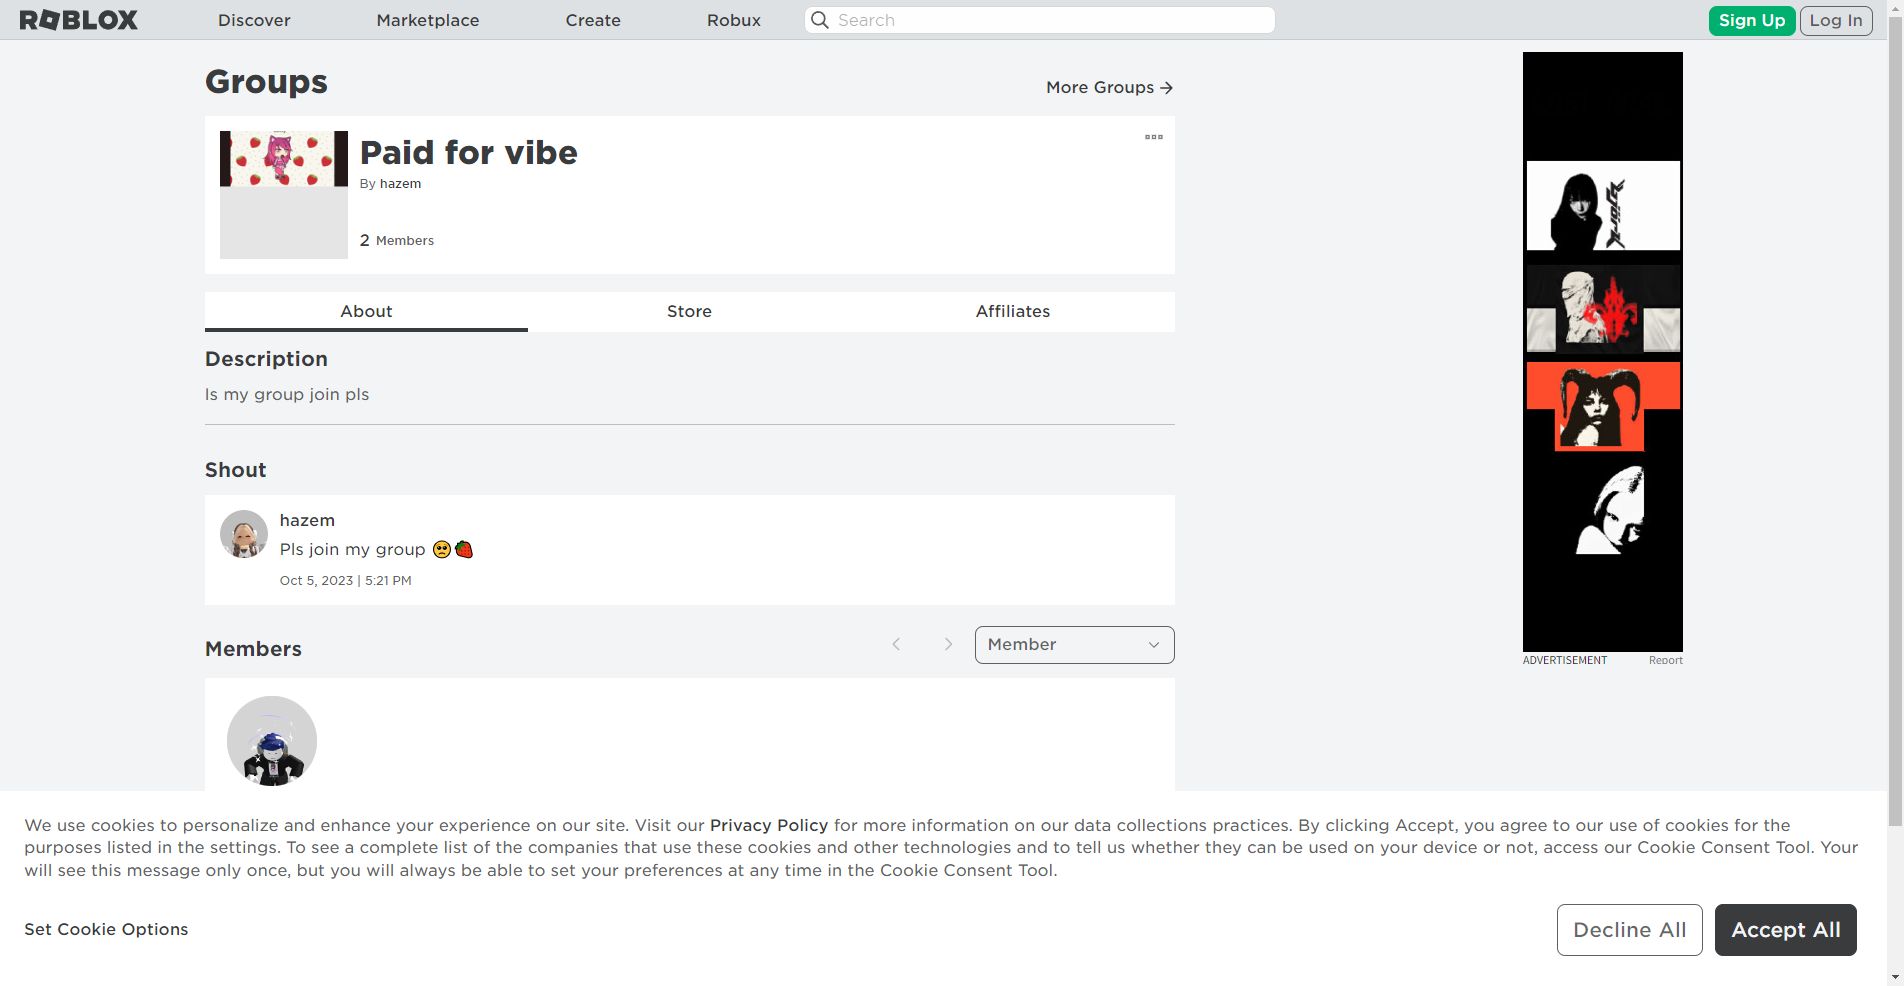 ROBLOX
Discover
Marketplace
Create
Robux
Search
Sign Up
Log In
Groups
More Groups
Paid for vibe
By hazem
2 Members
About
Store
Affiliates
Description
Is my group join pls
Shout
hazem
Pls join my group 🥺🍓
Oct 5, 2023 | 5:21 PM
Members
Member
ADVERTISEMENT
Report
We use cookies to personalize and enhance your experience on our site. Visit our Privacy Policy for more information on our data collections practices. By clicking Accept, you agree to our use of cookies for the
purposes listed in the settings. To see a complete list of the companies that use these cookies and other technologies and to tell us whether they can be used on your device or not, access our Cookie Consent Tool. Your
will see this message only once, but you will always be able to set your preferences at any time in the Cookie Consent Tool.
Set Cookie Options
Decline All
Accept All